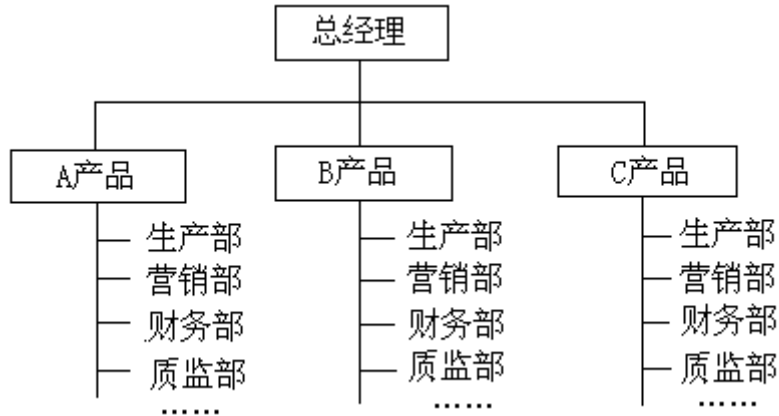 总经理
A产品
B产品
C产品
生产部
营销部
财务部
质监部
……
生产部
营销部
财务部
质监部
……
生产部
营销部
财务部
质监部
……